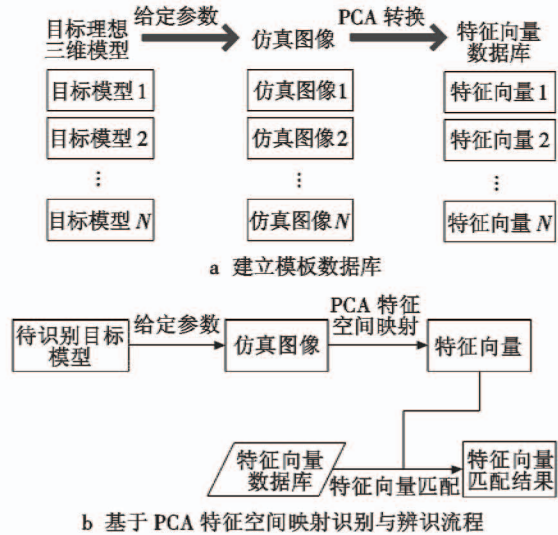 目标理想
三维模型
给定参数
仿真图像
PCA 转换
特征向量
数据库
目标模型1
仿真图像1
特征向量1
目标模型2
仿真图像2
特征向量2
⋮
⋮
⋮
目标模型N
仿真图像N
特征向量N
a 建立模板数据库
待识别目标
模型
给定参数
仿真图像
PCA 特征
空间映射
特征向量
特征向量
数据库
特征向量匹配
特征向量
匹配结果
b 基于 PCA 特征空间映射识别与辨识流程